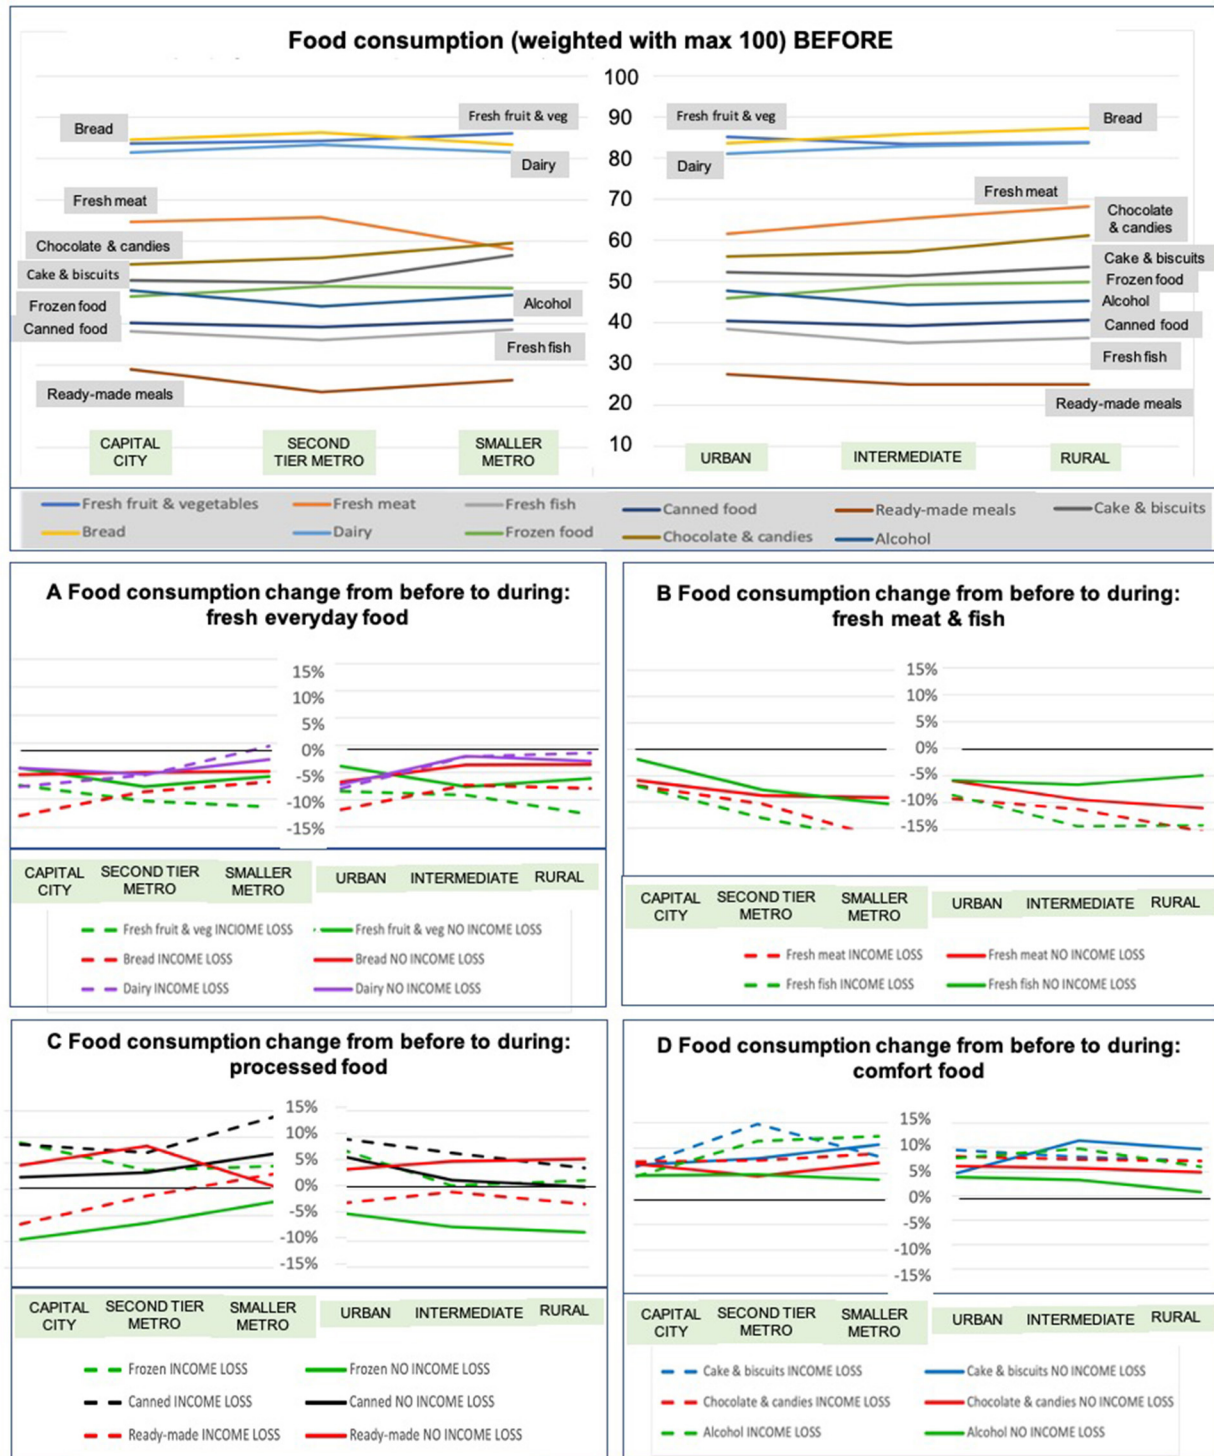 Food consumption (weighted with max 100) BEFORE
100
90
80
70
60
50
40
30
20
10
Bread
Fresh fruit & veg
Dairy
Fresh meat
Chocolate & candies
Cake & biscuits
Frozen food
Alcohol
Canned food
Fresh fish
Ready-made meals
CAPITAL
CITY
SECOND
TIER METRO
SMALLER
METRO
Fresh fruit & veg
Bread
Dairy
Fresh meat
Chocolate
& candies
Cake & biscuits
Frozen food
Alcohol
Canned food
Fresh fish
Ready-made meals
URBAN
INTERMEDIATE
RURAL
Fresh fruit & vegetables
Fresh meat
Fresh fish
Canned food
Ready-made meals
Cake & biscuits
Bread
Dairy
Frozen food
Chocolate & candies
Alcohol
A Food consumption change from before to during:
fresh everyday food
15%
10%
5%
0%
-5%
-10%
-15%
CAPITAL
CITY
SECOND TIER
METRO
SMALLER
METRO
URBAN
INTERMEDIATE
RURAL
Fresh fruit & veg INCIOME LOSS
Fresh fruit & veg NO INCOME LOSS
Bread INCOME LOSS
Bread NO INCOME LOSS
Dairy INCOME LOSS
Dairy NO INCOME LOSS
B Food consumption change from before to during:
fresh meat & fish
15%
10%
5%
0%
-5%
-10%
-15%
CAPITAL
CITY
SECOND TIER
METRO
SMALLER
METRO
URBAN
INTERMEDIATE
RURAL
Fresh meat INCOME LOSS
Fresh meat NO INCOME LOSS
Fresh fish INCOME LOSS
Fresh fish NO INCOME LOSS
C Food consumption change from before to during:
processed food
15%
10%
5%
0%
-5%
-10%
-15%
CAPITAL
CITY
SECOND TIER
METRO
SMALLER
METRO
URBAN
INTERMEDIATE
RURAL
Frozen INCOME LOSS
Frozen NO INCOME LOSS
Canned INCOME LOSS
Canned NO INCOME LOSS
Ready-made INCOME LOSS
Ready-made NO INCOME LOSS
D Food consumption change from before to during:
comfort food
15%
10%
5%
0%
-5%
-10%
-15%
CAPITAL
CITY
SECOND TIER
METRO
SMALLER
METRO
URBAN
INTERMEDIATE
RURAL
Cake & biscuits INCOME LOSS
Cake & biscuits NO INCOME LOSS
Chocolate & candies INCOME LOSS
Chocolate & candies NO INCOME LOSS
Alcohol INCOME LOSS
Alcohol NO INCOME LOSS